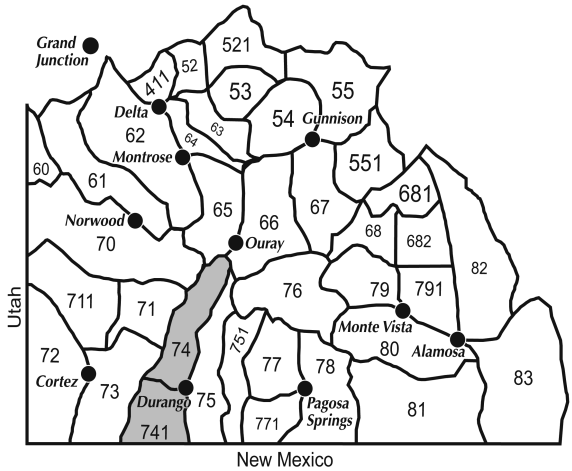 Grand
Junction
521
52
411
53
55
Delta
54
Gunnison
63
62
64
Montrose
551
60
61
681
65
66
67
Norwood
68
682
70
Ouray
82
76
79
791
711
71
Monte Vista
Utah
74
751
80
Alamosa
72
77
78
83
Cortez
73
Durango
75
Pagosa
Springs
81
741
771
New Mexico